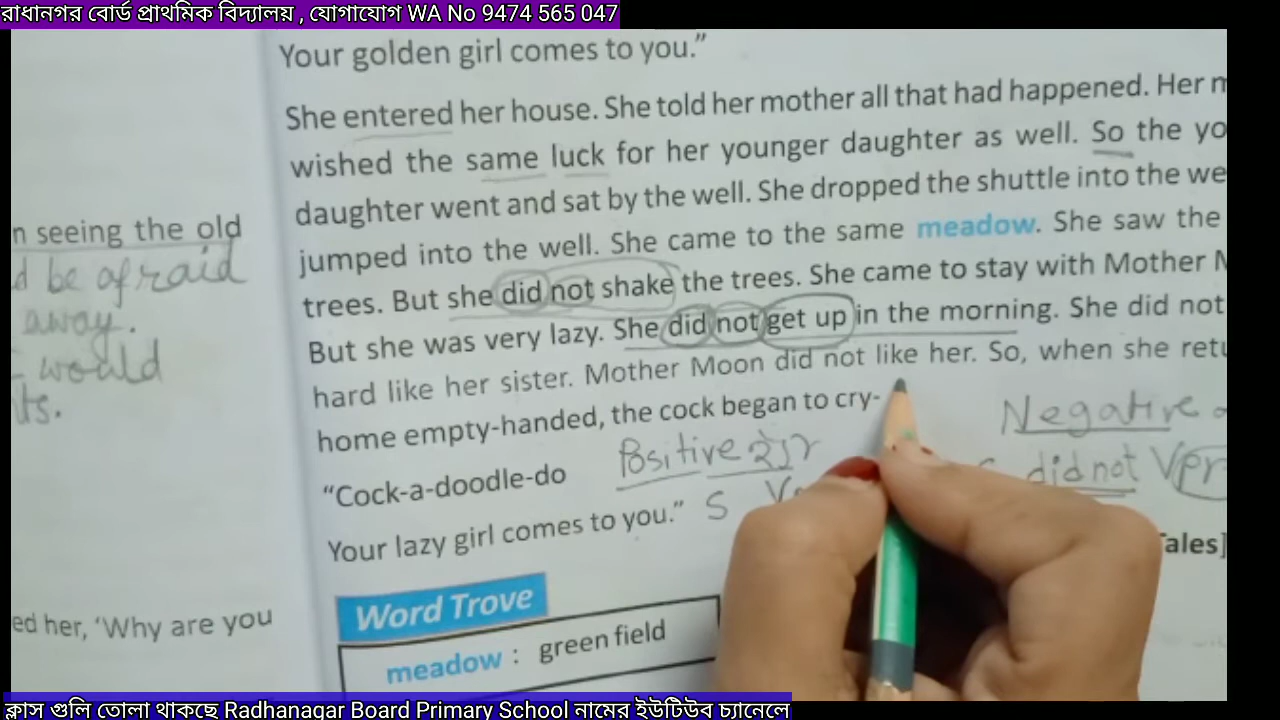 রাধানগর বোর্ড প্রাথমিক বিদ্যালয় , যোগাযোগ WA No 9474 565 047
Your golden girl comes to you.”
She entered her house. She told her mother all that had happened. Her
wished the same luck for her younger daughter as well. So the
daughter went and sat by the well. She dropped the shuttle into the
jumped into the well. She came to the same meadow. She saw the
trees. But she did not shake the trees. She came to stay with Mother
But she was very lazy. She did not get up in the morning. She did not
hard like her sister. Mother Moon did not like her. So, when she
home empty-handed, the cock began to cry-
“Cock-a-doodle-do
Your lazy girl comes to you.”
Positive
S
Negative
did not
Tales]
Word Trove
meadow : green field
n seeing the old
d be afraid
away.
would
ts.
ed her, ‘Why are you
ক্লাস গুলি তোলা থাকছে Radhanagar Board Primary School নামের ইউটিউব চ্যানেলে